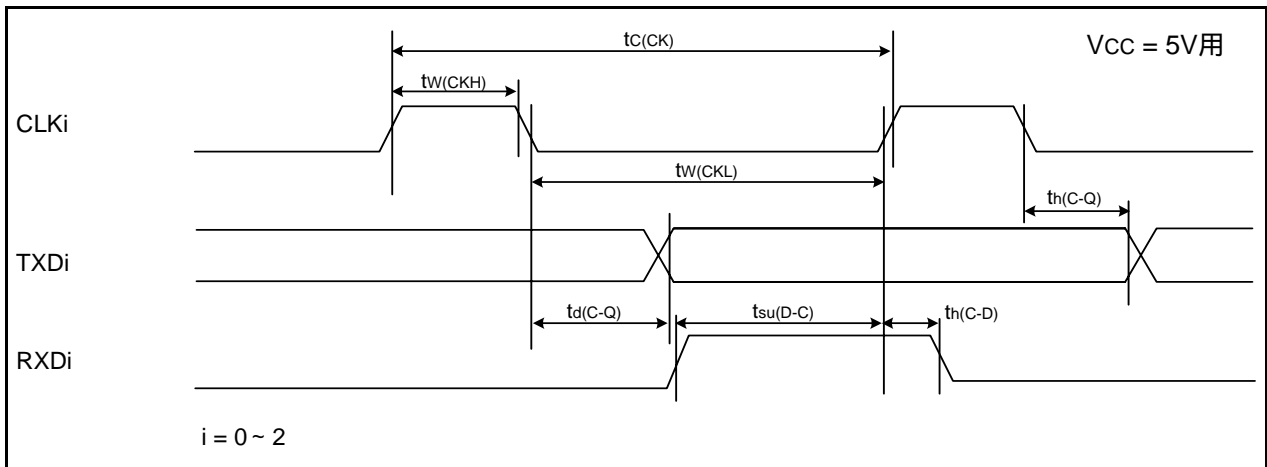 tC(CK)
VCC = 5V用
tW(CKH)
CLKi
tW(CKL)
th(C-Q)
TXDi
td(C-Q)
tsu(D-C)
th(C-D)
RXDi
i = 0 ~ 2